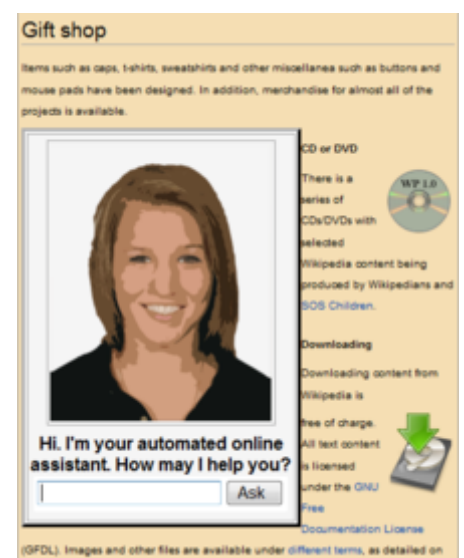 Gift shop
Items such as caps, t-shirts, sweatshirts and other miscellanea such as buttons and
mouse pads have been designed. In addition, merchandise for almost all of the
projects is available.
CD or DVD
There is a
series of
CDs/DVDs with
selected
Wikipedia content being
produced by Wikipedians and
SOS Children.
WP 1.0
Downloading
Downloading content from
Wikipedia is
free of charge.
All text content
is licensed
under the GNU
Free
Documentation License
Hi. I'm your automated online
assistant. How may I help you?
Ask
(GFDL). Images and other files are available under different terms, as detailed on